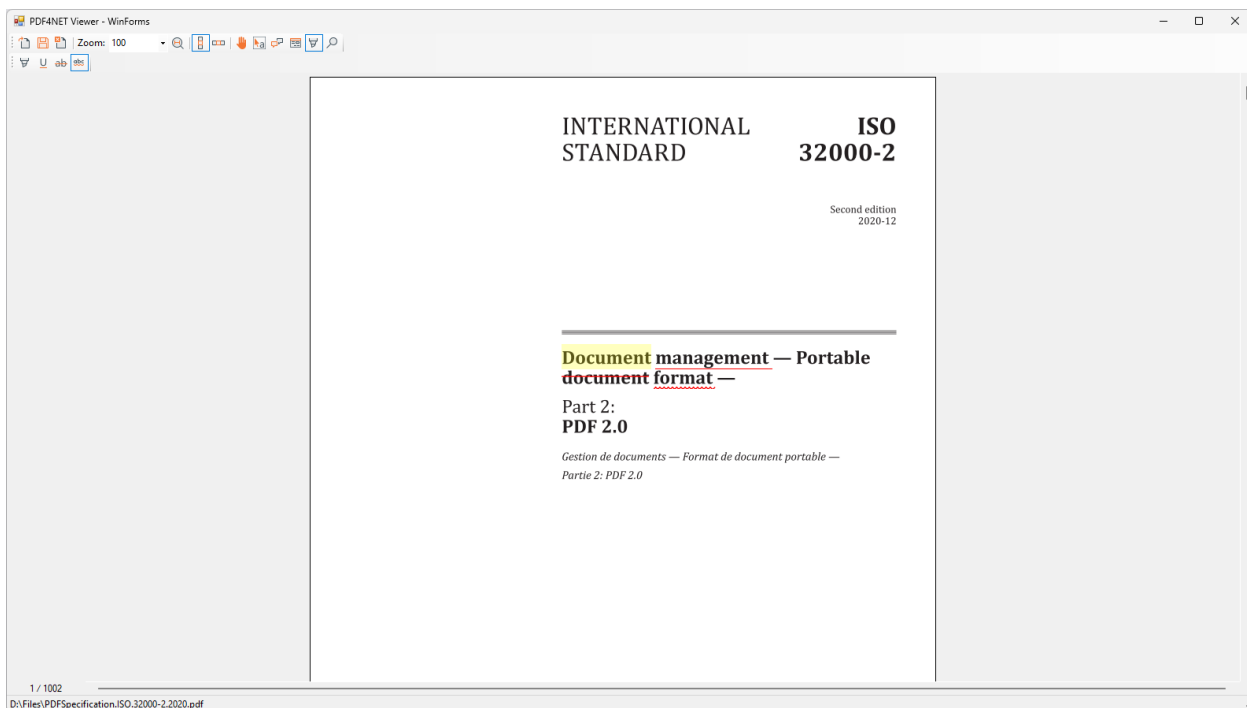 PDF4NET Viewer - WinForms
Zoom: 100
a
U ab abc
INTERNATIONAL ISO
STANDARD 32000-2
Second edition
2020-12
Document management — Portable
document format —
Part 2:
PDF 2.0
Gestion de documents — Format de document portable —
Partie 2: PDF 2.0
1 / 1002
D:\Files\PDFSpecification.ISO.32000-2.2020.pdf